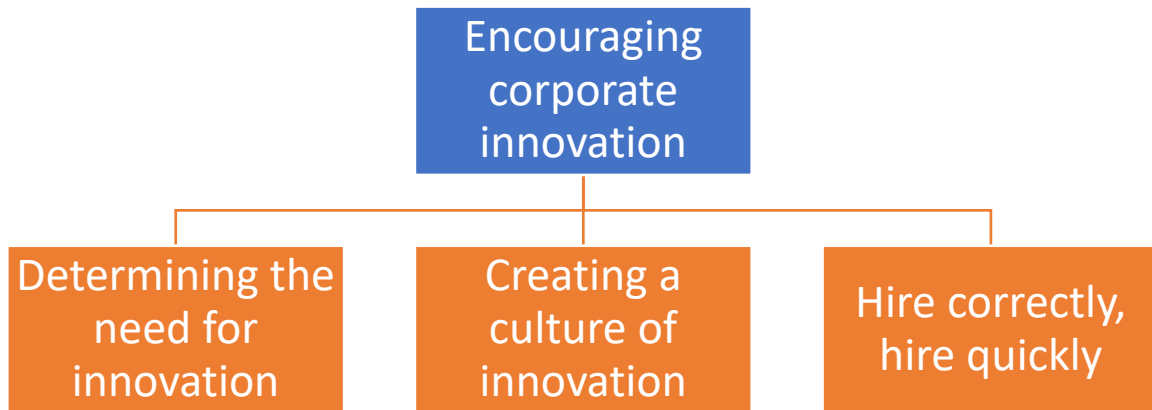 Encouraging
corporate
innovation
Determining the
need for
innovation
Creating a
culture of
innovation
Hire correctly,
hire quickly